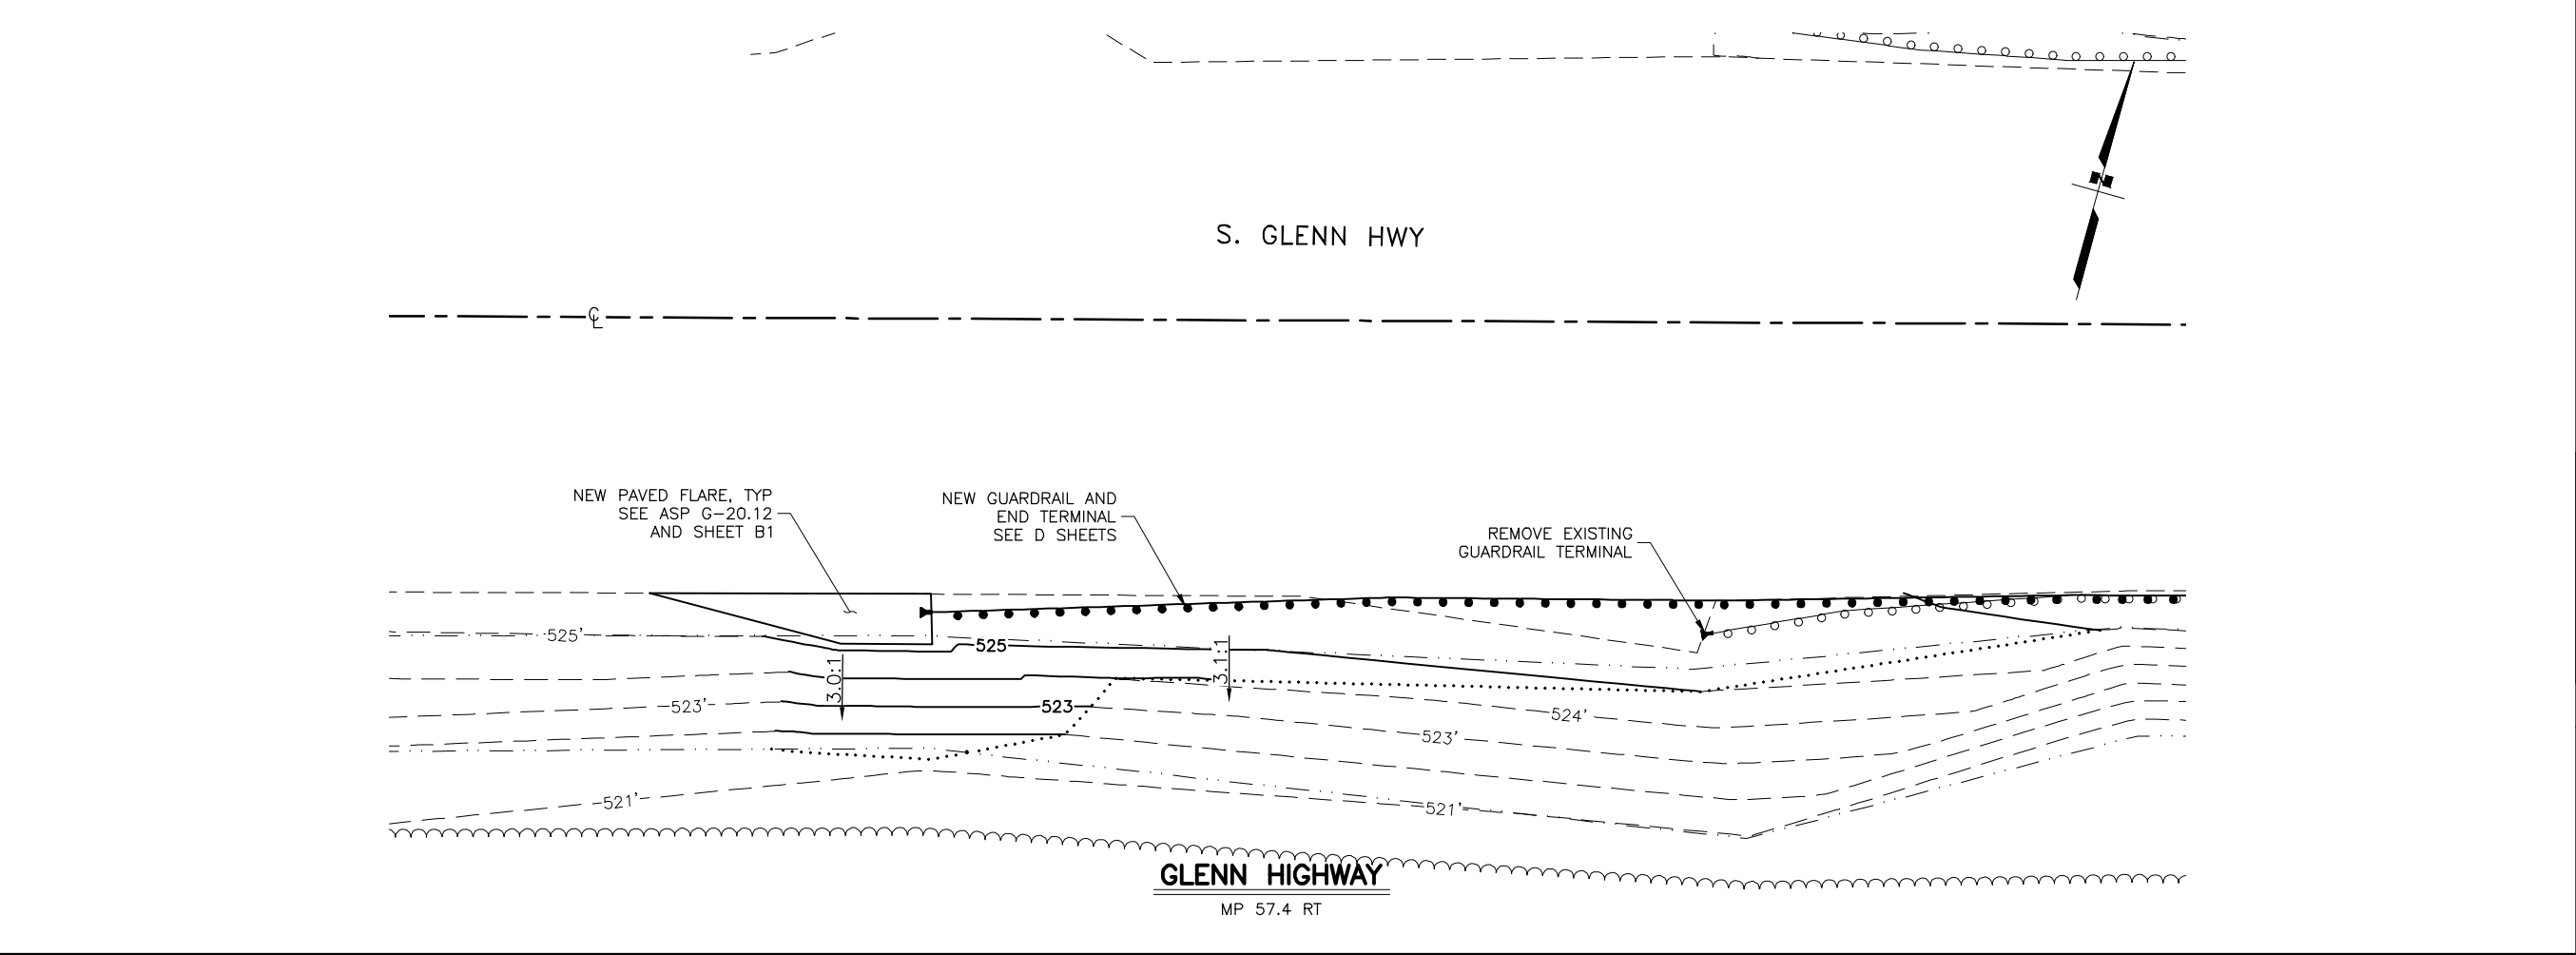 S. GLENN HWY
℄
NEW PAVED FLARE, TYP
SEE ASP G-20.12
AND SHEET B1
NEW GUARDRAIL AND
END TERMINAL
SEE D SHEETS
REMOVE EXISTING
GUARDRAIL TERMINAL
525'
525
3.0:1
3.1:1
523'
523
524'
523'
521'
521'
GLENN HIGHWAY
MP 57.4 RT